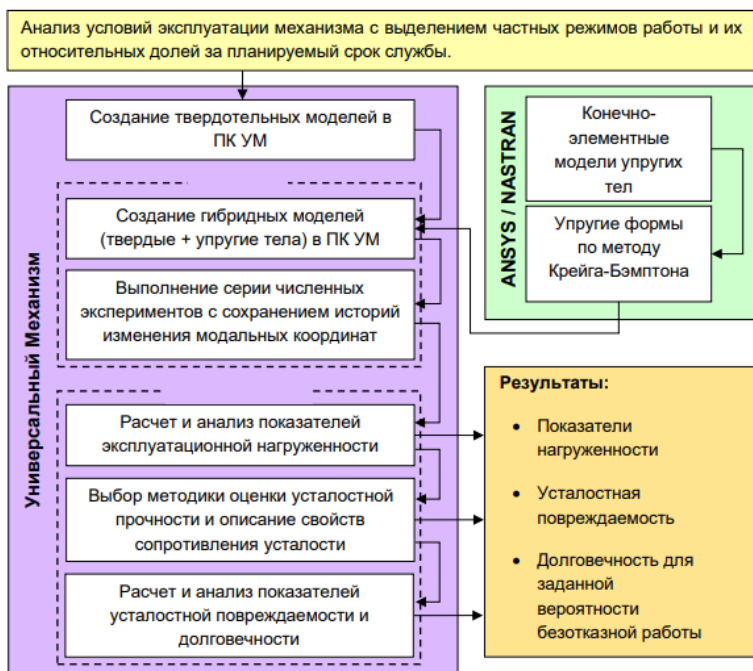 Анализ условий эксплуатации механизма с выделением частных режимов работы и их
относительных долей за планируемый срок службы.
Универсальный Механизм
Создание твердотельных моделей в
ПК УМ
Создание гибридных моделей
(твердые + упругие тела) в ПК УМ
Выполнение серии численных
экспериментов с сохранением историй
изменения модальных координат
Расчет и анализ показателей
эксплуатационной нагруженности
Выбор методики оценки усталостной
прочности и описание свойств
сопротивления усталости
Расчет и анализ показателей
усталостной повреждаемости и
долговечности
ANSYS / NASTRAN
Конечно-
элементные
модели упругих
тел
Упругие формы
по методу
Крейга-Бэмптона
Результаты:
• Показатели
нагруженности
• Усталостная
повреждаемость
• Долговечность для
заданной
вероятности
безотказной работы